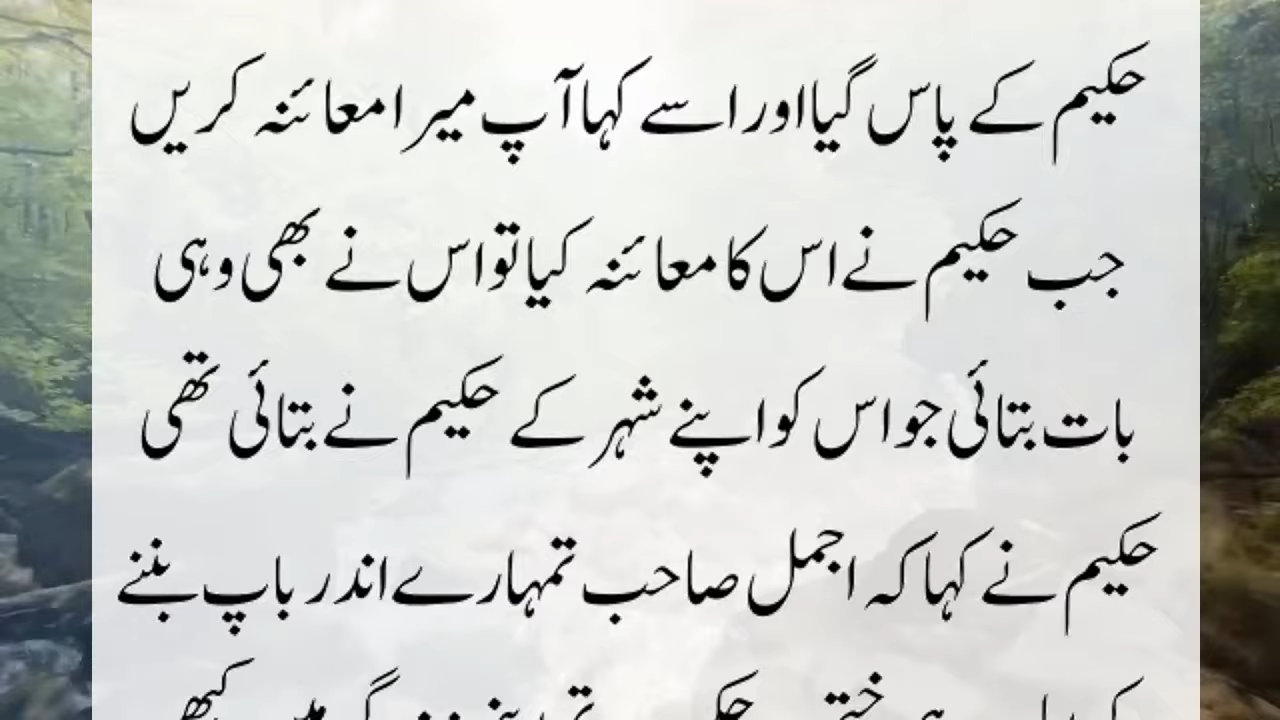 حکیم کے پاس گیا اور اسے کہا آپ میرا معائنہ کریں
جب حکیم نے اس کا معائنہ کیا تو اس نے بھی وہی
بات بتائی جو اس کو اپنے شہر کے حکیم نے بتائی تھی
حکیم نے کہا کہ اجمل صاحب تمہارے اندر باپ بننے